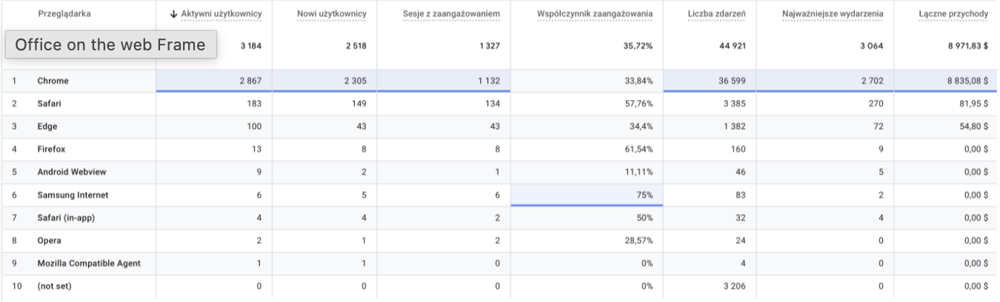 Przeglądarka ↓ Aktywni użytkownicy Nowi użytkownicy Sesje z zaangażowaniem Współczynnik zaangażowania Liczba zdarzeń Najważniejsze wydarzenia Łączne przychody
Office on the web Frame 3 184 2 518 1 327 35,72% 44 921 3 064 8 971,83 $
1 Chrome 2 867 2 305 1 132 33,84% 36 599 2 702 8 835,08 $
2 Safari 183 149 134 57,76% 3 385 270 81,95 $
3 Edge 100 43 43 34,4% 1 382 72 54,80 $
4 Firefox 13 8 8 61,54% 160 9 0,00 $
5 Android Webview 9 2 1 11,11% 46 5 0,00 $
6 Samsung Internet 6 5 6 75% 83 2 0,00 $
7 Safari (in-app) 4 4 2 50% 32 4 0,00 $
8 Opera 2 1 2 28,57% 24 0 0,00 $
9 Mozilla Compatible Agent 1 1 0 0% 4 0 0,00 $
10 (not set) 0 0 0 0% 3 206 0 0,00 $